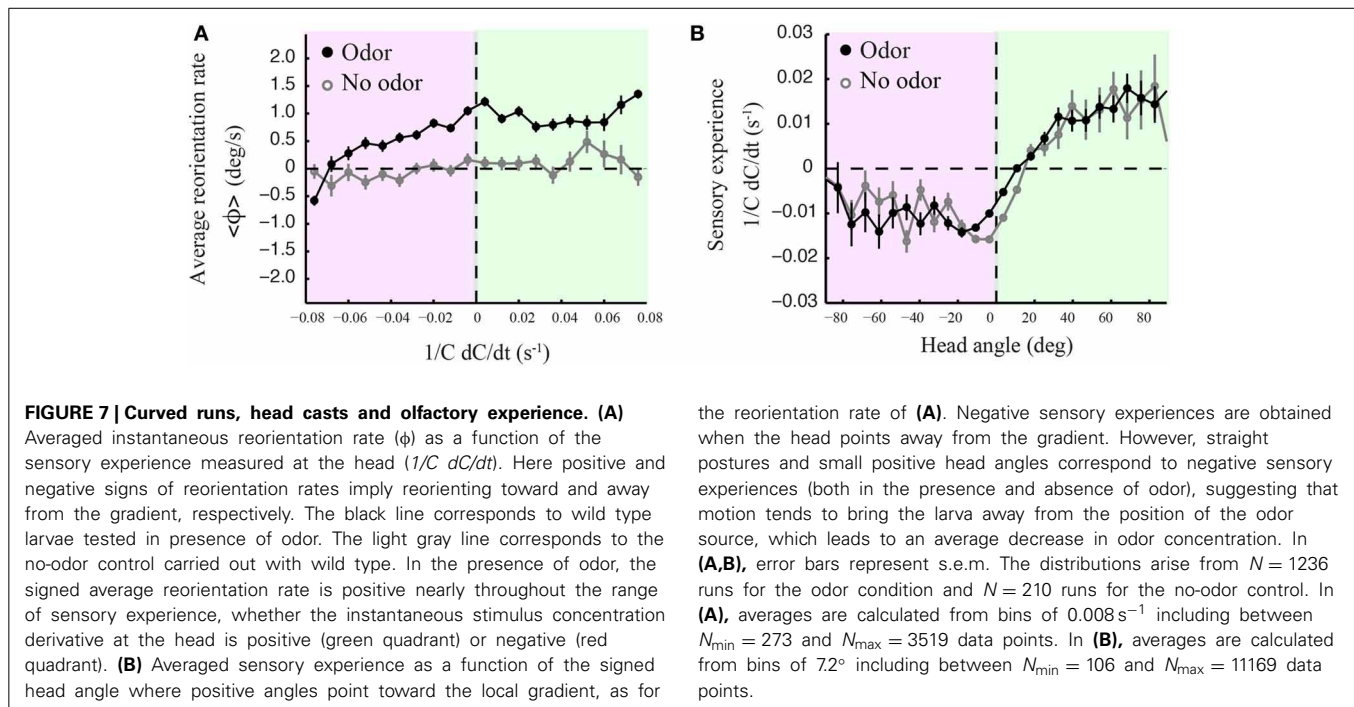 A
Average reorientation rate
<ϕ> (deg/s)
2.0
1.5
1.0
0.5
0
−0.5
−1.0
−1.5
−2.0
Odor
No odor
−0.08
−0.06
−0.04
−0.02
0
0.02
0.04
0.06
0.08
1/C dC/dt (s⁻¹)
B
Sensory experience
1/C dC/dt (s⁻¹)
0.03
0.02
0.01
0
−0.01
−0.02
−0.03
Odor
No odor
−80
−60
−40
−20
0
20
40
60
80
Head angle (deg)
FIGURE 7 | Curved runs, head casts and olfactory experience. (A)
Averaged instantaneous reorientation rate (ϕ) as a function of the
sensory experience measured at the head (1/C dC/dt). Here positive and
negative signs of reorientation rates imply reorienting toward and away
from the gradient, respectively. The black line corresponds to wild type
larvae tested in presence of odor. The light gray line corresponds to the
no-odor control carried out with wild type. In the presence of odor, the
signed average reorientation rate is positive nearly throughout the range
of sensory experience, whether the instantaneous stimulus concentration
derivative at the head is positive (green quadrant) or negative (red
quadrant). (B) Averaged sensory experience as a function of the signed
head angle where positive angles point toward the local gradient, as for
the reorientation rate of (A). Negative sensory experiences are obtained
when the head points away from the gradient. However, straight
postures and small positive head angles correspond to negative sensory
experiences (both in the presence and absence of odor), suggesting that
motion tends to bring the larva away from the position of the odor
source, which leads to an average decrease in odor concentration. In
(A,B), error bars represent s.e.m. The distributions arise from N = 1236
runs for the odor condition and N = 210 runs for the no-odor control. In
(A), averages are calculated from bins of 0.008 s⁻¹ including between
Nmin = 273 and Nmax = 3519 data points. In (B), averages are calculated
from bins of 7.2° including between Nmin = 106 and Nmax = 11169 data
points.